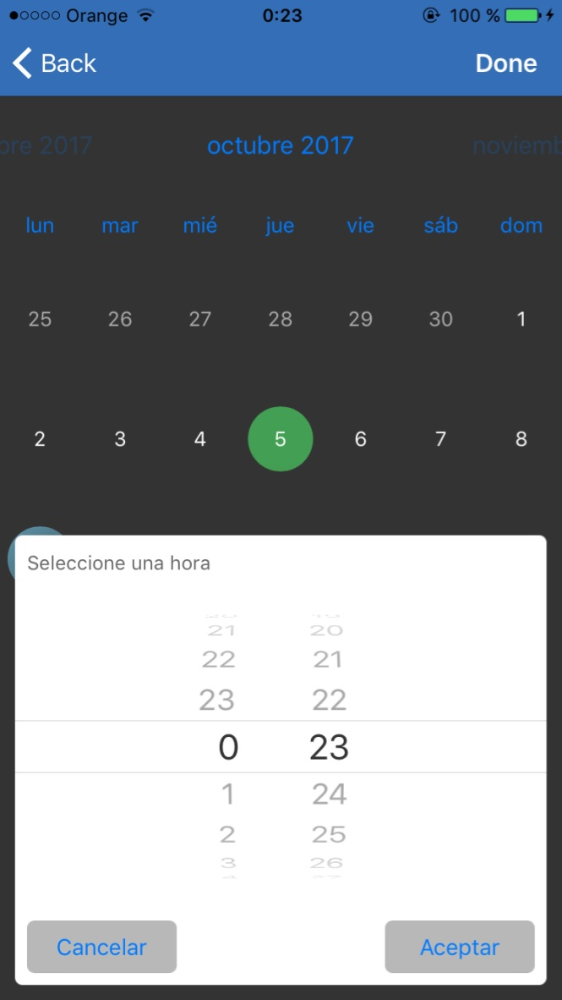 Orange 0:23 100 %
Back Done
bre 2017 octubre 2017 noviemb
lun mar mié jue vie sáb dom
25 26 27 28 29 30 1
2 3 4 5 6 7 8
Seleccione una hora
21 20
22 21
23 22
0 23
1 24
2 25
3 26
Cancelar Aceptar